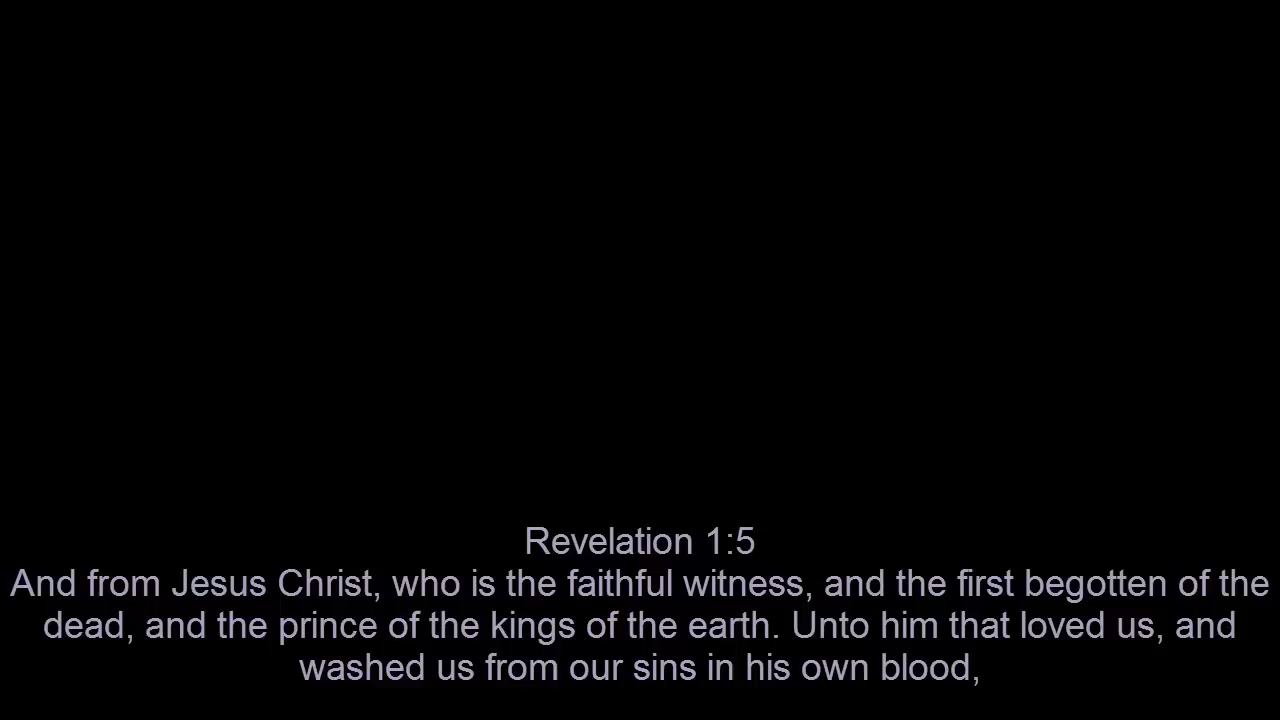 Revelation 1:5
And from Jesus Christ, who is the faithful witness, and the first begotten of the
dead, and the prince of the kings of the earth. Unto him that loved us, and
washed us from our sins in his own blood,